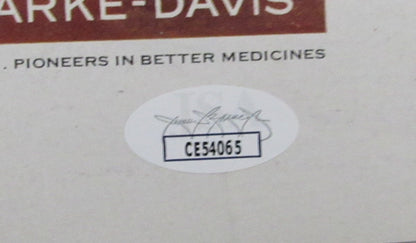 ARKE-DAVIS
. PIONEERS IN BETTER MEDICINES
CE54065